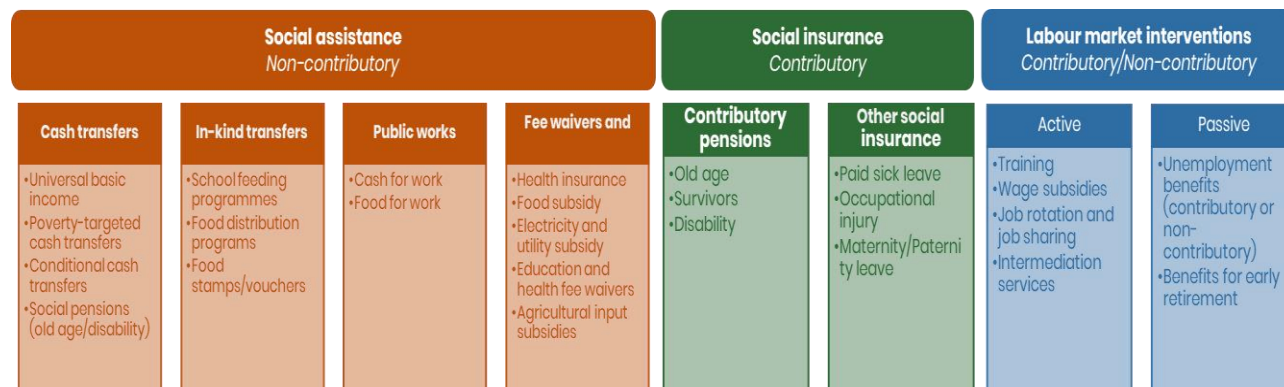 Social assistance
Non-contributory
Social insurance
Contributory
Labour market interventions
Contributory/Non-contributory
Cash transfers
•Universal basic
income
•Poverty-targeted
cash transfers
•Conditional cash
transfers
•Social pensions
(old age/disability)
In-kind transfers
•School feeding
programmes
•Food distribution
programs
•Food
stamps/vouchers
Public works
•Cash for work
•Food for work
Fee waivers and
•Health insurance
•Food subsidy
•Electricity and
utility subsidy
•Education and
health fee waivers
•Agricultural input
subsidies
Contributory
pensions
•Old age
•Survivors
•Disability
Other social
insurance
•Paid sick leave
•Occupational
injury
•Maternity/Paterni
ty leave
Active
•Training
•Wage subsidies
•Job rotation and
job sharing
•Intermediation
services
Passive
•Unemployment
benefits
(contributory or
non-
contributory)
•Benefits for early
retirement